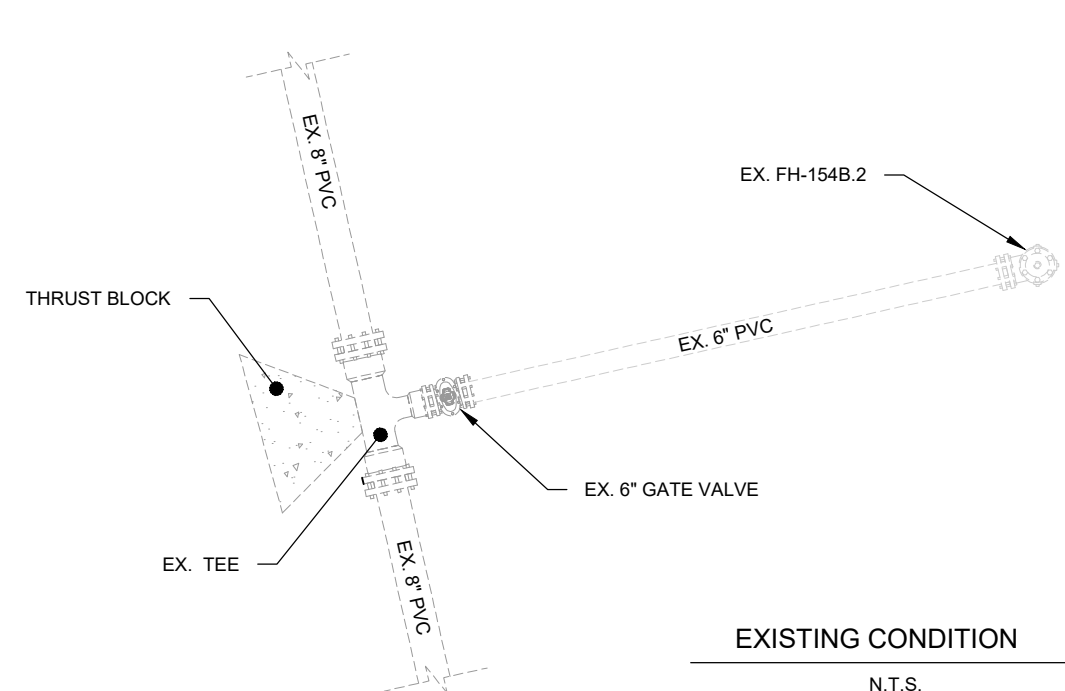 EX. 8" PVC
EX. FH-154B.2
THRUST BLOCK
EX. 6" PVC
EX. 6" GATE VALVE
EX. TEE
EX. 8" PVC
EXISTING CONDITION
N.T.S.